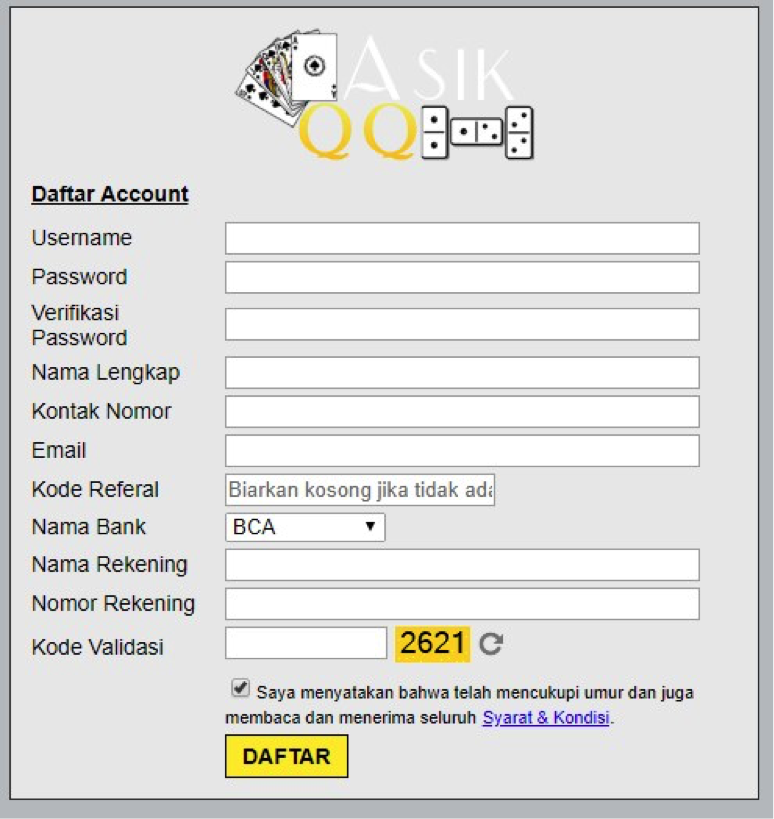 ASIK
QQ
Daftar Account
Username
Password
Verifikasi
Password
Nama Lengkap
Kontak Nomor
Email
Kode Referal Biarkan kosong jika tidak ada
Nama Bank BCA
Nama Rekening
Nomor Rekening
Kode Validasi 2621
Saya menyatakan bahwa telah mencukupi umur dan juga
membaca dan menerima seluruh Syarat & Kondisi.
DAFTAR